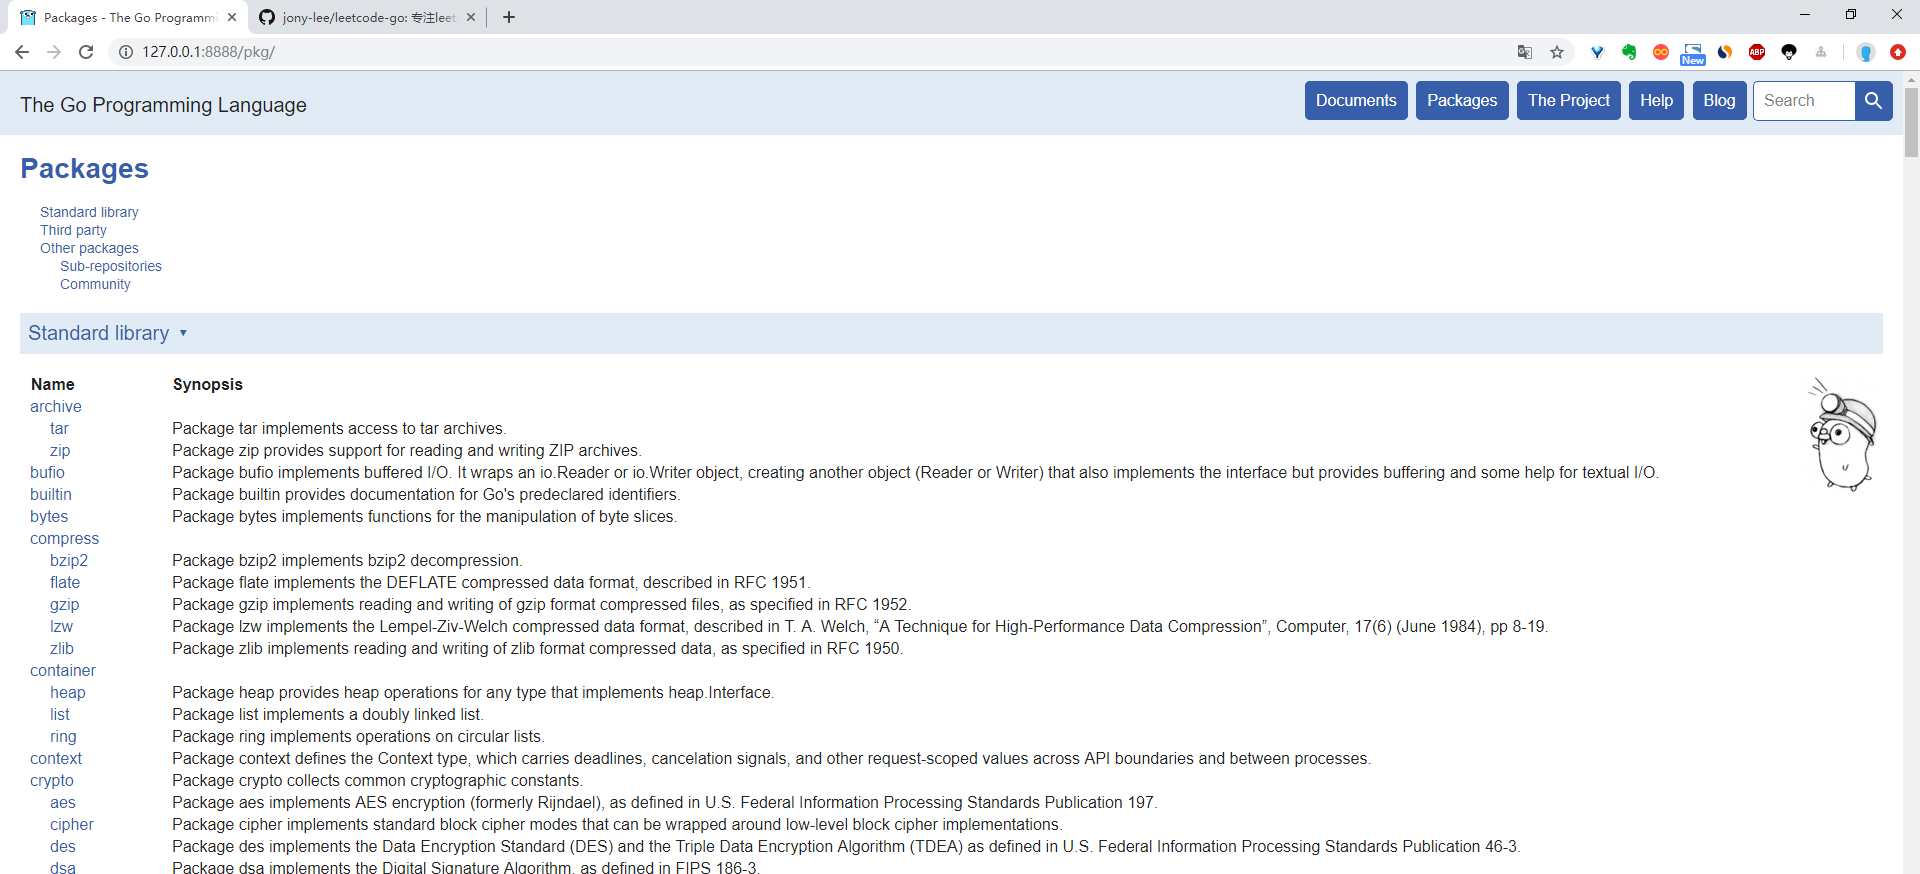 Packages - The Go Programmi
jony-lee/leetcode-go: 专注leet
127.0.0.1:8888/pkg/
New
ABP
The Go Programming Language
Documents
Packages
The Project
Help
Blog
Search
Packages
Standard library
Third party
Other packages
Sub-repositories
Community
Standard library ▾
Name Synopsis
archive
tar Package tar implements access to tar archives.
zip Package zip provides support for reading and writing ZIP archives.
bufio Package bufio implements buffered I/O. It wraps an io.Reader or io.Writer object, creating another object (Reader or Writer) that also implements the interface but provides buffering and some help for textual I/O.
builtin Package builtin provides documentation for Go's predeclared identifiers.
bytes Package bytes implements functions for the manipulation of byte slices.
compress
bzip2 Package bzip2 implements bzip2 decompression.
flate Package flate implements the DEFLATE compressed data format, described in RFC 1951.
gzip Package gzip implements reading and writing of gzip format compressed files, as specified in RFC 1952.
lzw Package lzw implements the Lempel-Ziv-Welch compressed data format, described in T. A. Welch, “A Technique for High-Performance Data Compression”, Computer, 17(6) (June 1984), pp 8-19.
zlib Package zlib implements reading and writing of zlib format compressed data, as specified in RFC 1950.
container
heap Package heap provides heap operations for any type that implements heap.Interface.
list Package list implements a doubly linked list.
ring Package ring implements operations on circular lists.
context Package context defines the Context type, which carries deadlines, cancelation signals, and other request-scoped values across API boundaries and between processes.
crypto Package crypto collects common cryptographic constants.
aes Package aes implements AES encryption (formerly Rijndael), as defined in U.S. Federal Information Processing Standards Publication 197.
cipher Package cipher implements standard block cipher modes that can be wrapped around low-level block cipher implementations.
des Package des implements the Data Encryption Standard (DES) and the Triple Data Encryption Algorithm (TDEA) as defined in U.S. Federal Information Processing Standards Publication 46-3.
dsa Package dsa implements the Digital Signature Algorithm, as defined in FIPS 186-3.